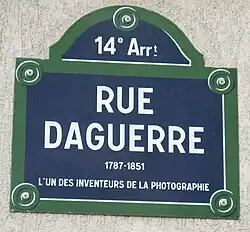 14e Arrt
RUE
DAGUERRE
1787-1851
L'UN DES INVENTEURS DE LA PHOTOGRAPHIE